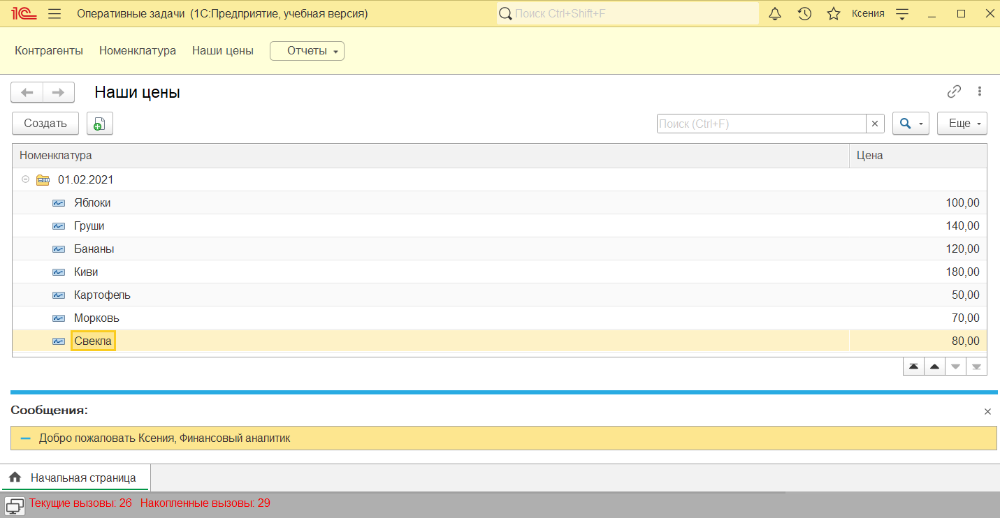 1С Оперативные задачи (1С:Предприятие, учебная версия) Поиск Ctrl+Shift+F Ксения
Контрагенты Номенклатура Наши цены Отчеты
Наши цены
Создать Поиск (Ctrl+F) × Еще
Номенклатура Цена
01.02.2021
Яблоки 100,00
Груши 140,00
Бананы 120,00
Киви 180,00
Картофель 50,00
Морковь 70,00
Свекла 80,00
Сообщения:
Добро пожаловать Ксения, Финансовый аналитик
Начальная страница
Текущие вызовы: 26 Накопленные вызовы: 29